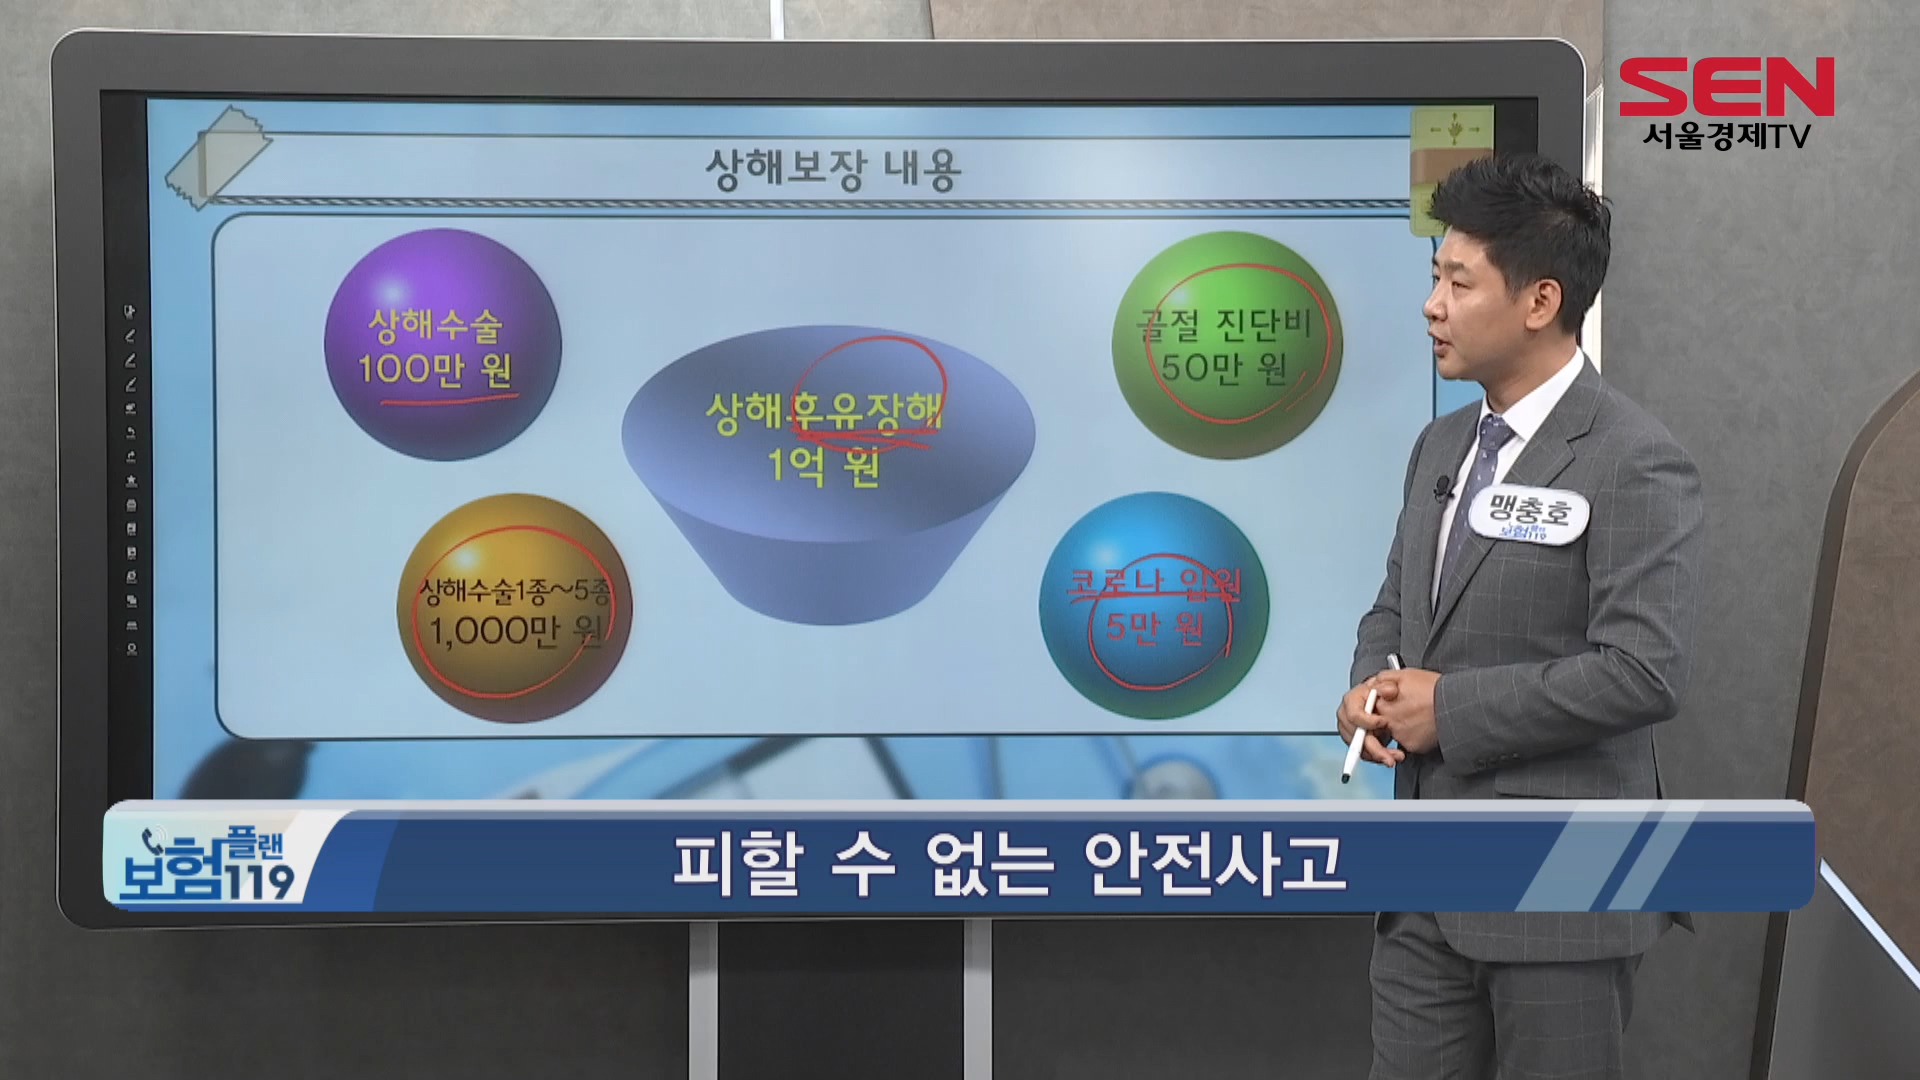 SEN
서울경제TV
상해보장 내용
상해수술
100만 원
상해후유장해
1억 원
골절 진단비
50만 원
상해수술1종~5종
1,000만 원
코로나 입원
5만 원
맹충호
보험플랜119
보험플랜119
피할 수 없는 안전사고